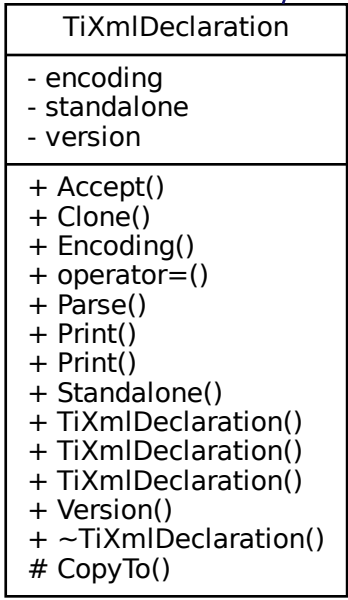 TiXmlDeclaration
- encoding
- standalone
- version
+ Accept()
+ Clone()
+ Encoding()
+ operator=()
+ Parse()
+ Print()
+ Print()
+ Standalone()
+ TiXmlDeclaration()
+ TiXmlDeclaration()
+ TiXmlDeclaration()
+ Version()
+ ~TiXmlDeclaration()
# CopyTo()